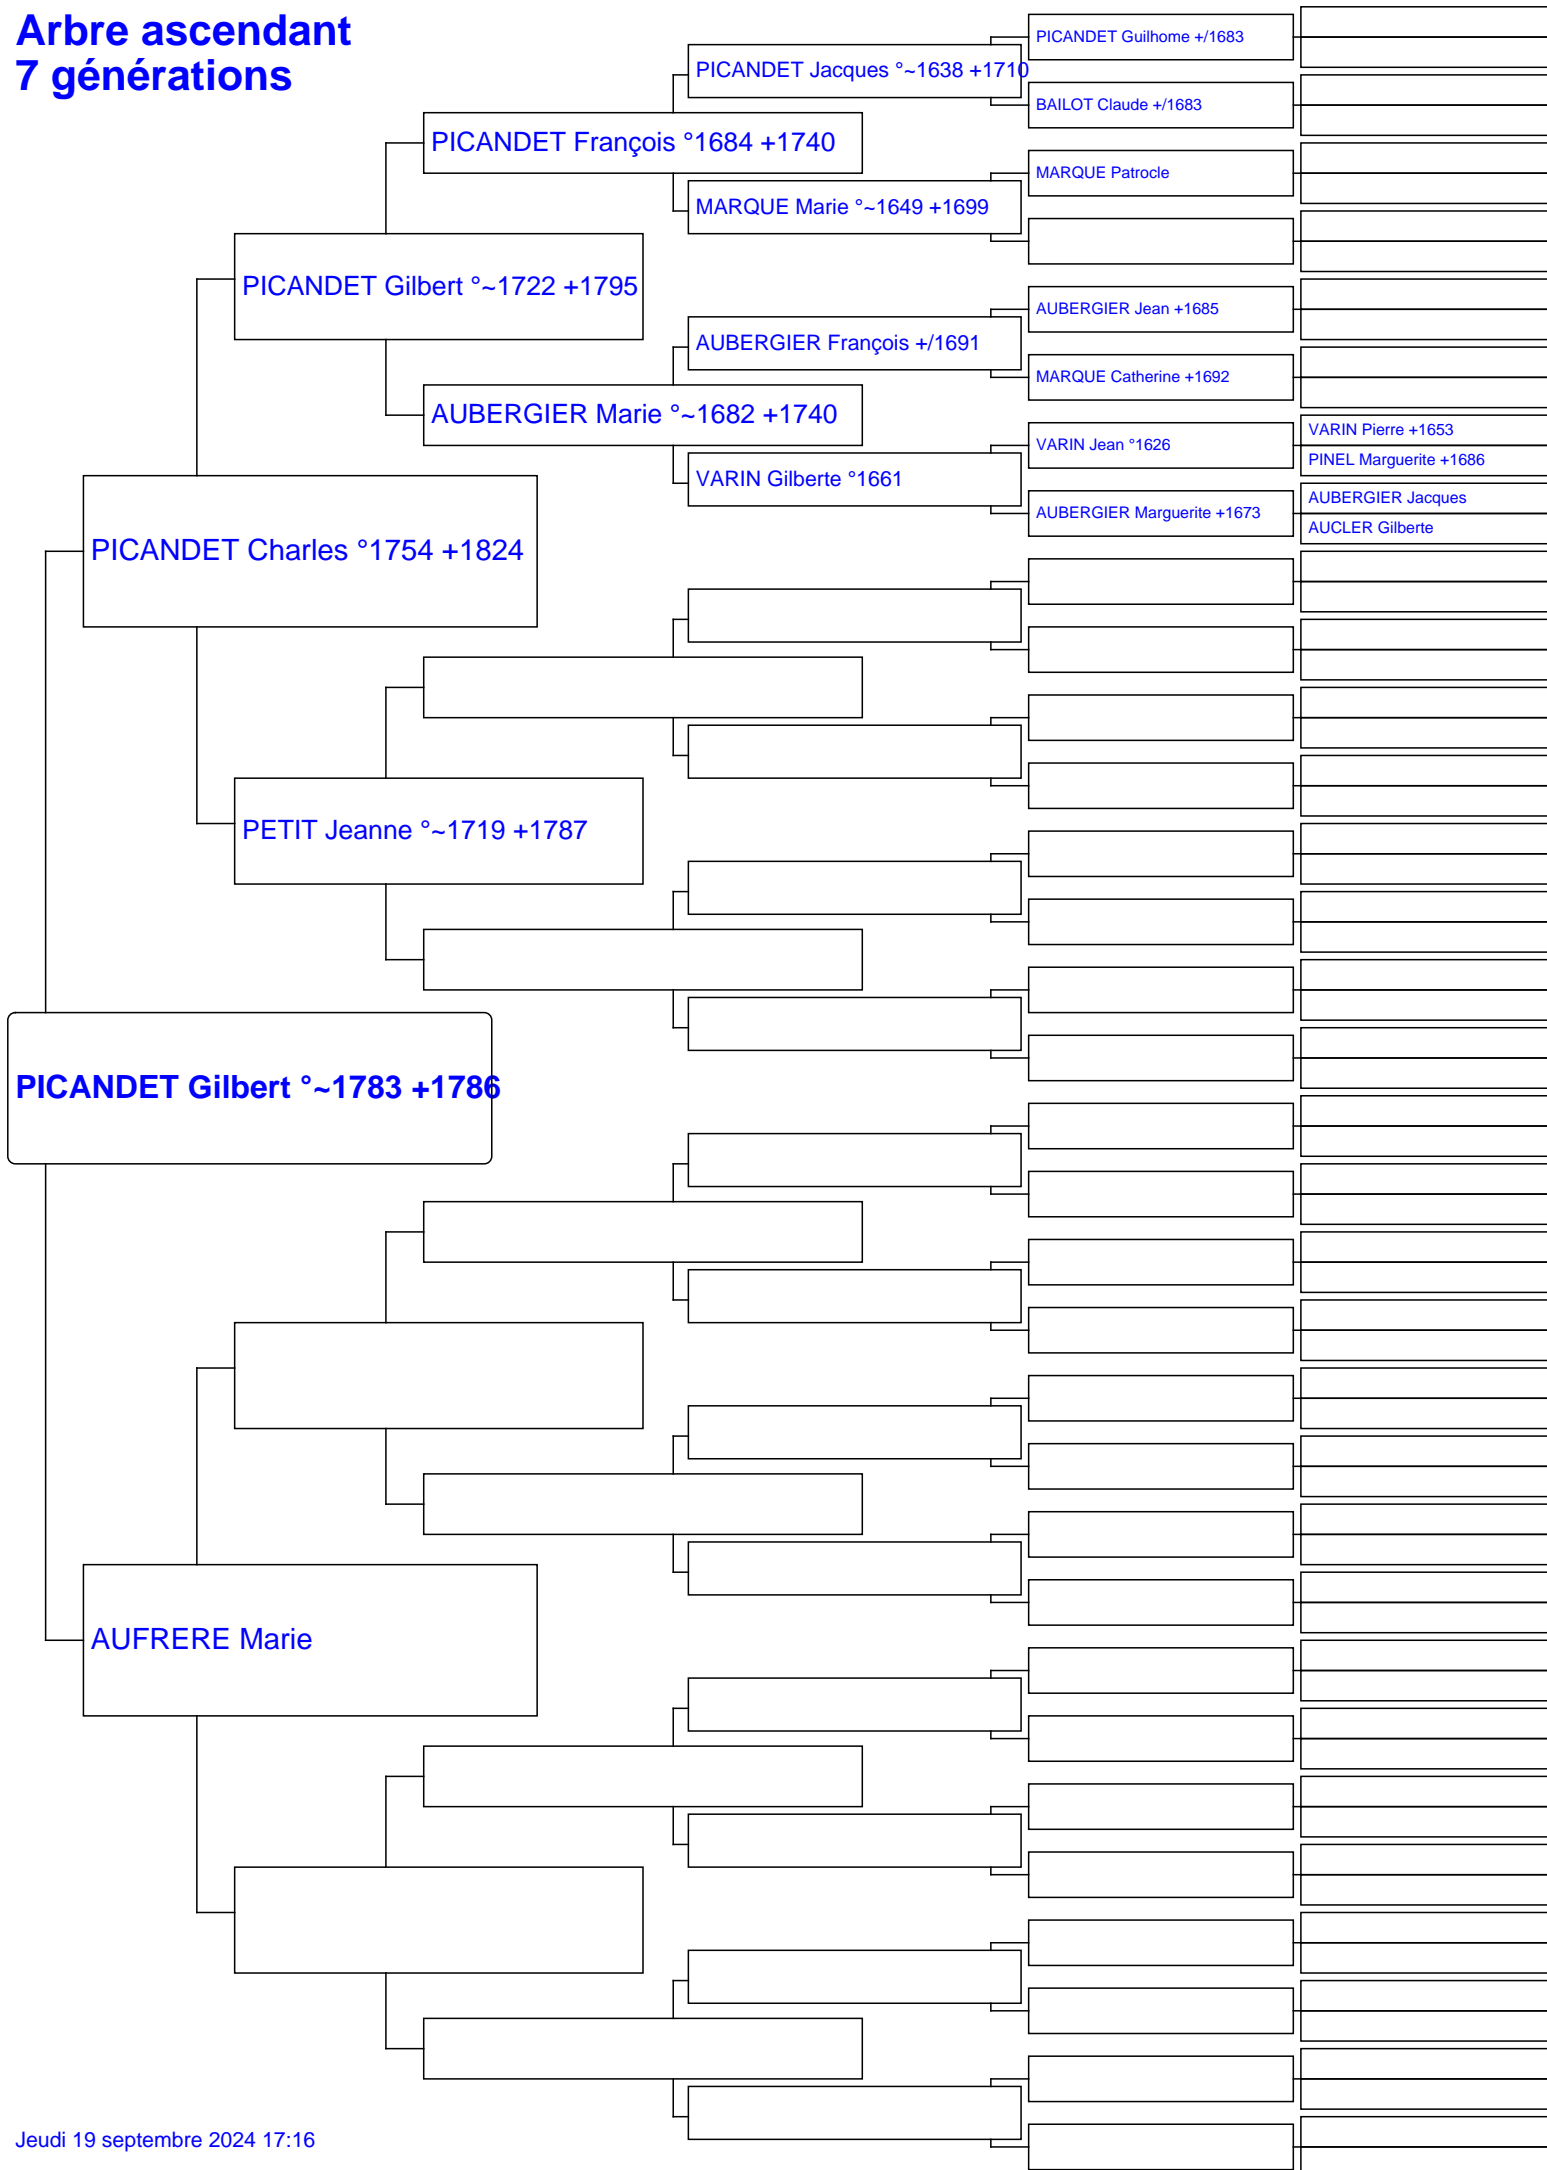 Arbre ascendant
7 générations
PICANDET Guilhome +/1683
PICANDET Jacques °~1638 +1710
BAILOT Claude +/1683
PICANDET François °1684 +1740
MARQUE Patrocle
MARQUE Marie °~1649 +1699
PICANDET Gilbert °~1722 +1795
AUBERGIER Jean +1685
AUBERGIER François +/1691
MARQUE Catherine +1692
AUBERGIER Marie °~1682 +1740
VARIN Pierre +1653
VARIN Jean °1626
PINEL Marguerite +1686
VARIN Gilberte °1661
AUBERGIER Jacques
AUBERGIER Marguerite +1673
AUCLER Gilberte
PICANDET Charles °1754 +1824
PETIT Jeanne °~1719 +1787
PICANDET Gilbert °~1783 +1786
AUFRERE Marie
Jeudi 19 septembre 2024 17:16